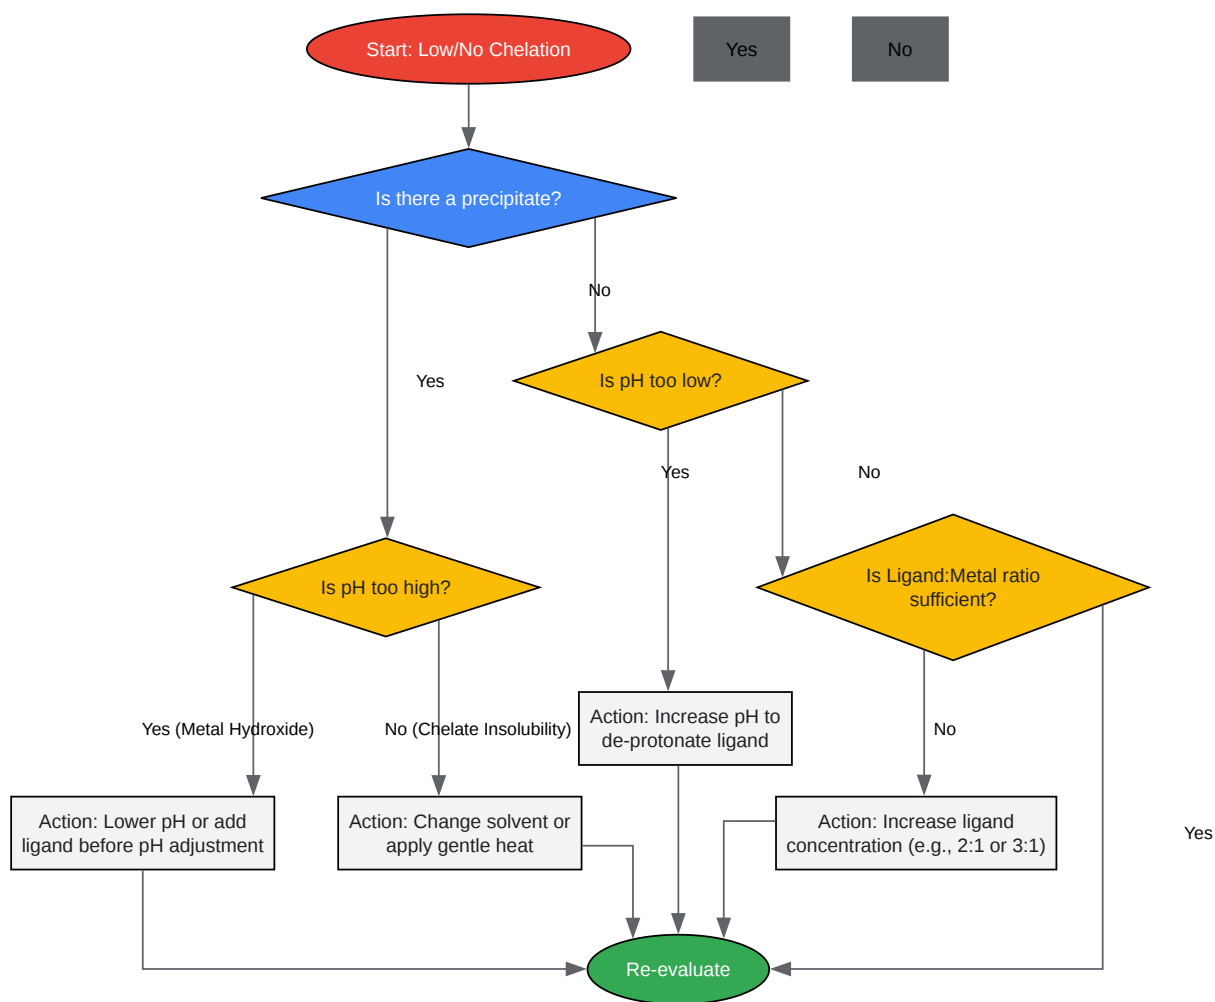 Start: Low/No Chelation
Yes
No
Is there a precipitate?
No
Is pH too low?
Yes
Yes
No
Is Ligand:Metal ratio
sufficient?
Is pH too high?
Action: Increase pH to
de-protonate ligand
Yes (Metal Hydroxide)
No (Chelate Insolubility)
No
Action: Lower pH or add
ligand before pH adjustment
Action: Change solvent or
apply gentle heat
Action: Increase ligand
concentration (e.g., 2:1 or 3:1)
Yes
Re-evaluate